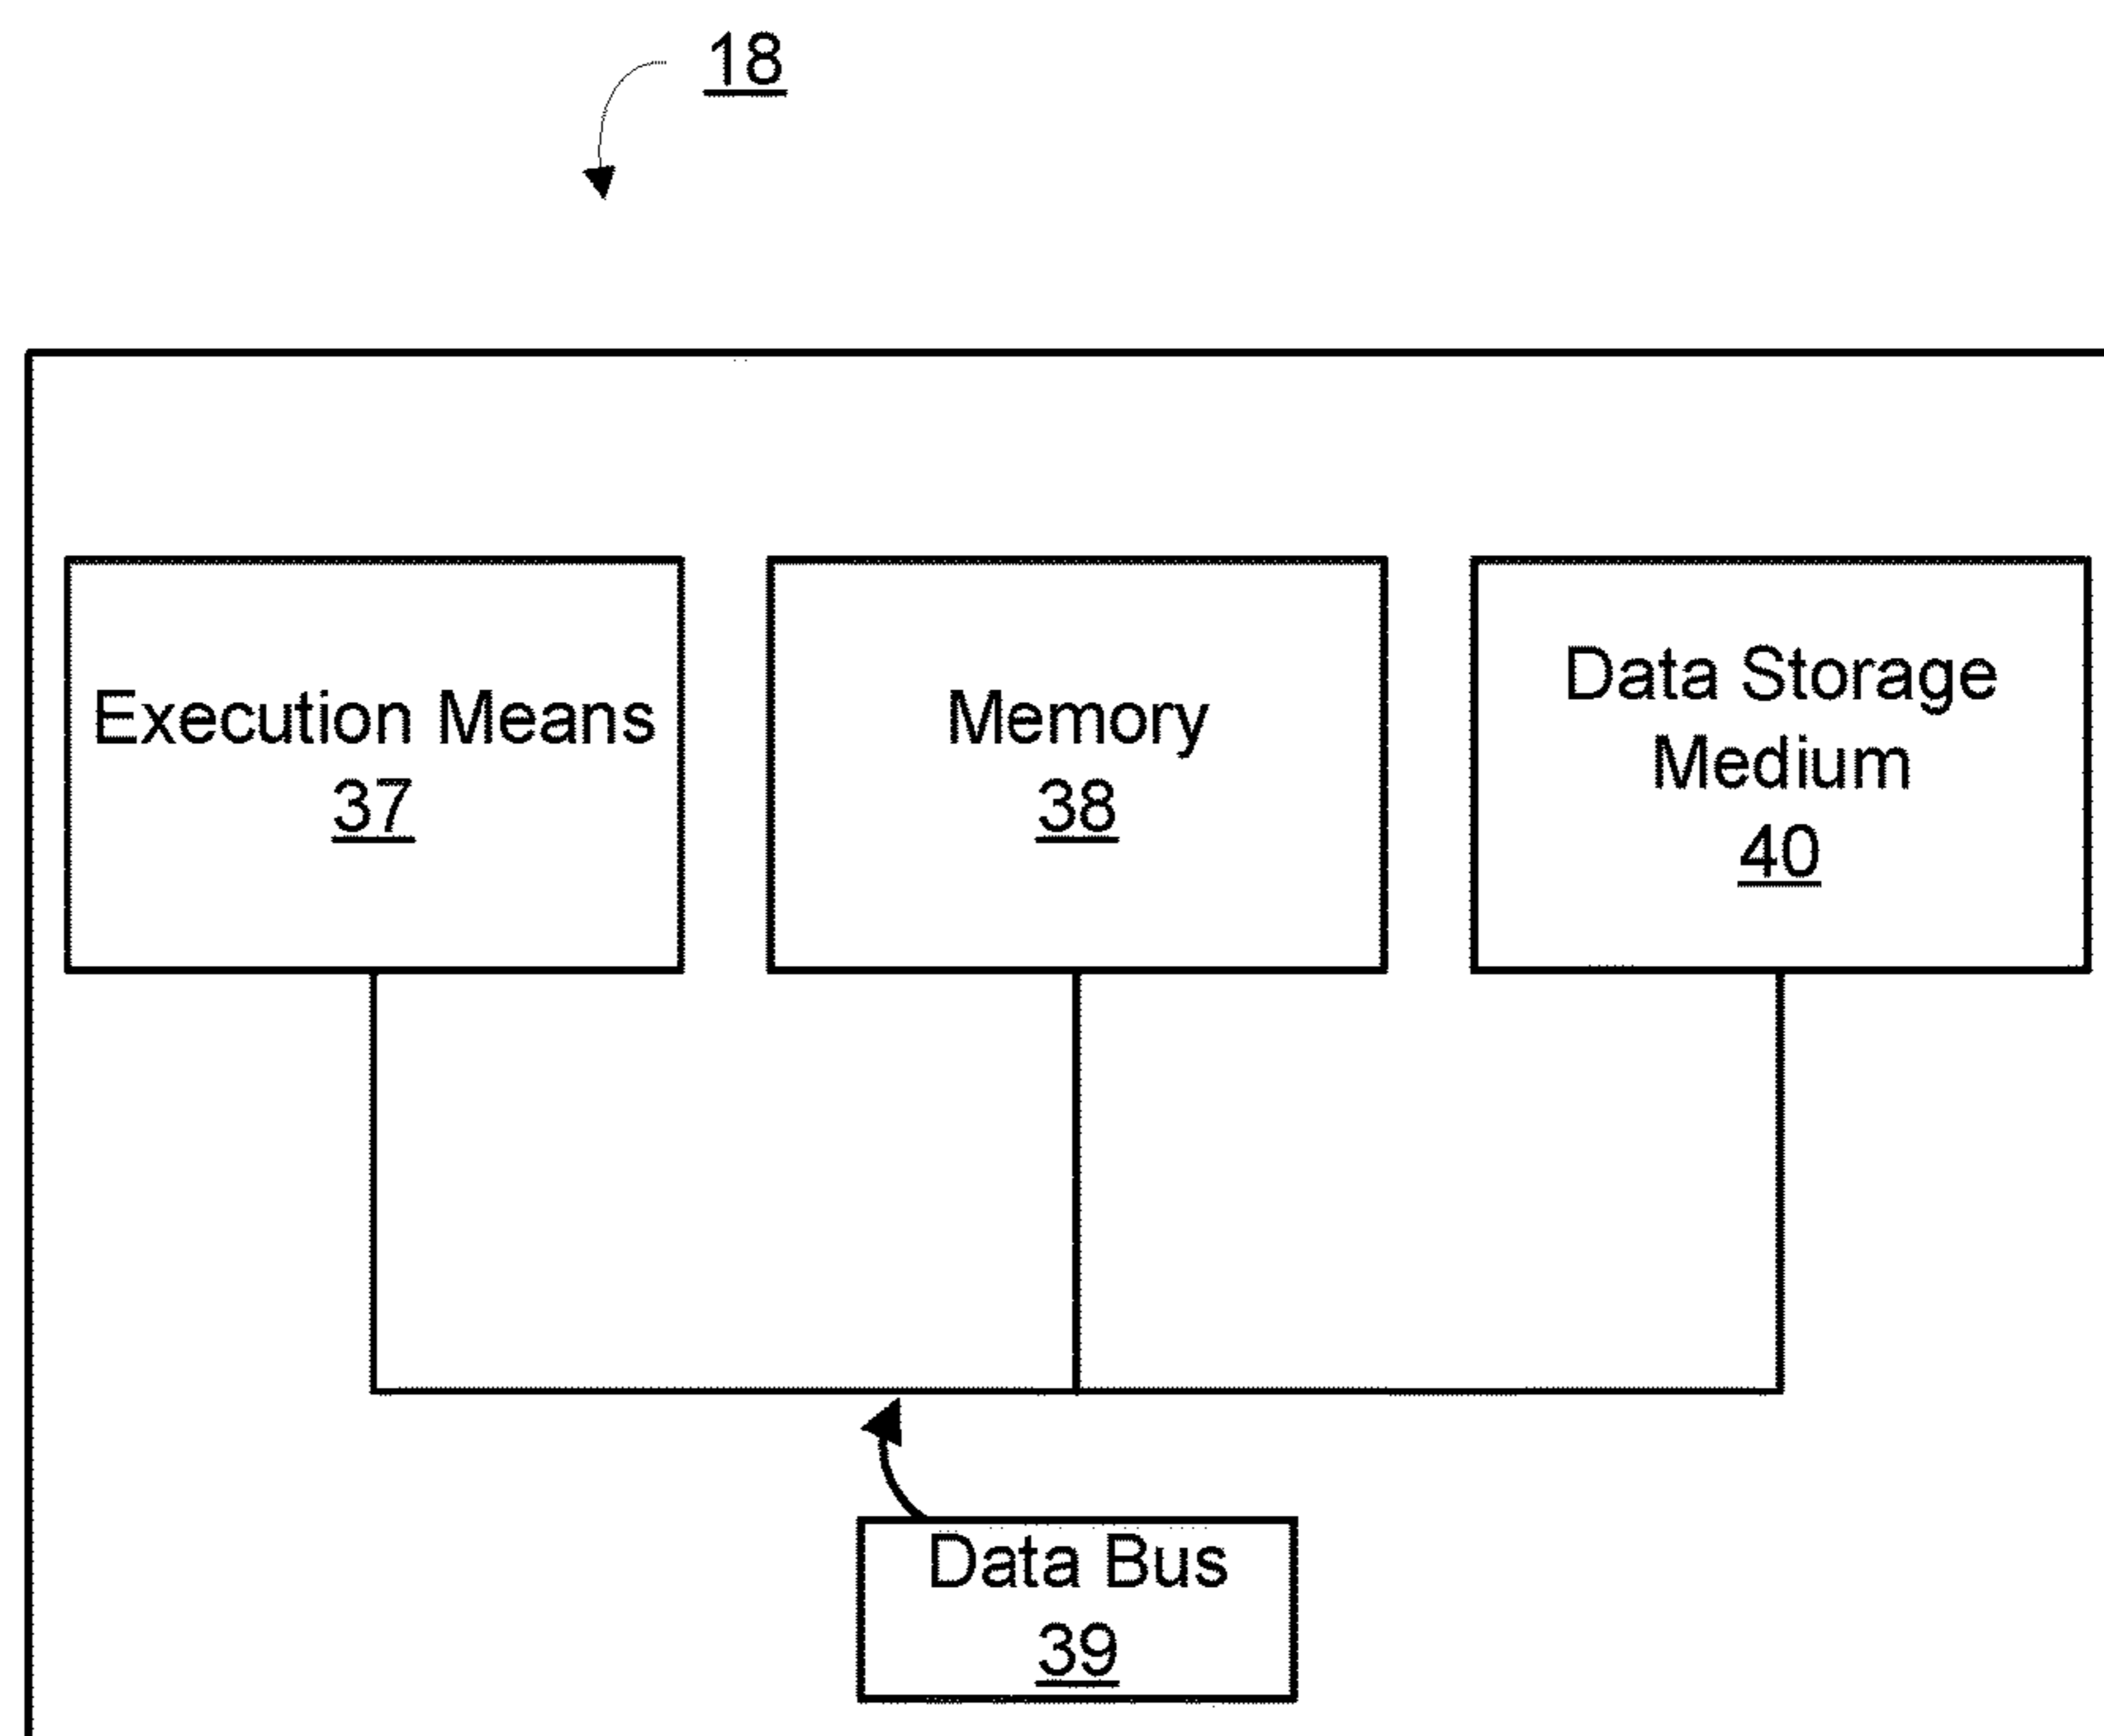 18
Execution Means
37
Memory
38
Data Storage
Medium
40
Data Bus
39